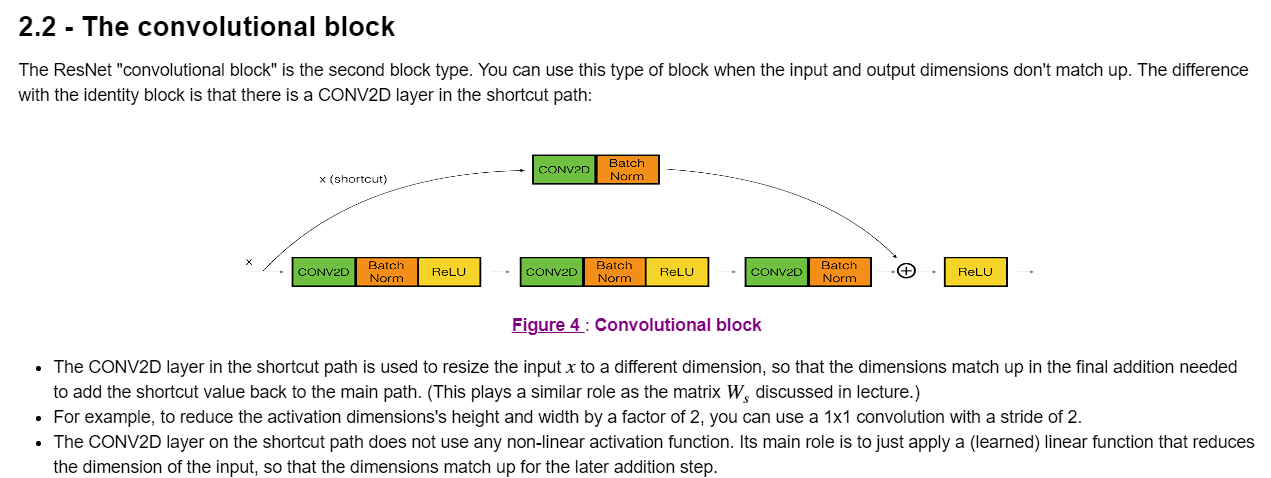 2.2 - The convolutional block
The ResNet "convolutional block" is the second block type. You can use this type of block when the input and output dimensions don't match up. The difference
with the identity block is that there is a CONV2D layer in the shortcut path:
x (shortcut)
CONV2D
Batch
Norm
x
CONV2D
Batch
Norm
ReLU
CONV2D
Batch
Norm
ReLU
CONV2D
Batch
Norm
+
ReLU
Figure 4 : Convolutional block
• The CONV2D layer in the shortcut path is used to resize the input x to a different dimension, so that the dimensions match up in the final addition needed
to add the shortcut value back to the main path. (This plays a similar role as the matrix Wₛ discussed in lecture.)
• For example, to reduce the activation dimensions's height and width by a factor of 2, you can use a 1x1 convolution with a stride of 2.
• The CONV2D layer on the shortcut path does not use any non-linear activation function. Its main role is to just apply a (learned) linear function that reduces
the dimension of the input, so that the dimensions match up for the later addition step.